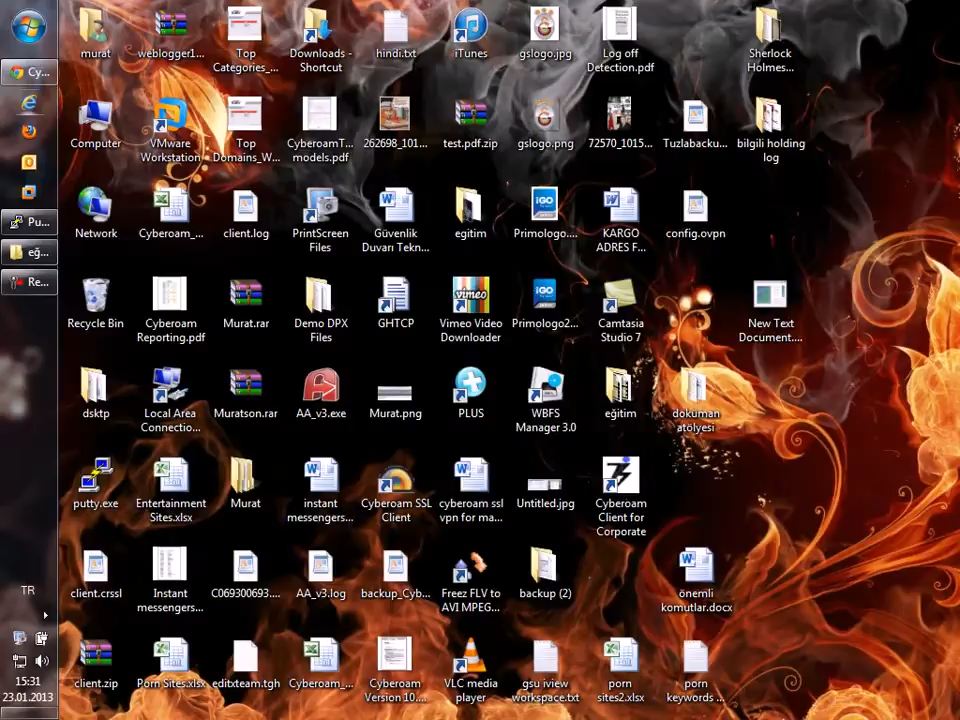 murat
weblogger1...
Top
Categories_...
Downloads -
Shortcut
hindi.txt
iTunes
gslogo.jpg
Log off
Detection.pdf
Sherlock
Holmes...
Cy...
Computer
VMware
Workstation
Top
Domains_W...
CyberoamT...
models.pdf
262698_101...
test.pdf.zip
gslogo.png
72570_1015...
Tuzlabacku...
bilgili holding
log
Pu...
Network
Cyberoam_...
client.log
PrintScreen
Files
Güvenlik
Duvarı Tekn...
egitim
iGO
Primologo....
KARGO
ADRES F...
config.ovpn
eğ...
Re...
Recycle Bin
Cyberoam
Reporting.pdf
Murat.rar
Demo DPX
Files
GHTCP
vimeo
Vimeo Video
Downloader
iGO
Primologo2...
Camtasia
Studio 7
New Text
Document....
dsktp
Local Area
Connectio...
Muratson.rar
AA_v3.exe
Murat.png
PLUS
WBFS
Manager 3.0
eğitim
doküman
atölyesi
putty.exe
Entertainment
Sites.xlsx
Murat
instant
messengers...
Cyberoam SSL
Client
cyberoam ssl
vpn for ma...
Untitled.jpg
Cyberoam
Client for
Corporate
client.crssl
Instant
messengers...
C069300693....
AA_v3.log
backup_Cyb...
Freez FLV to
AVI MPEG...
backup (2)
önemli
komutlar.docx
TR
client.zip
Porn Sites.xlsx
editxteam.tgh
Cyberoam_...
Cyberoam
Version 10....
VLC media
player
gsu iview
workspace.txt
porn
sites2.xlsx
porn
keywords ...
15:31
23.01.2013